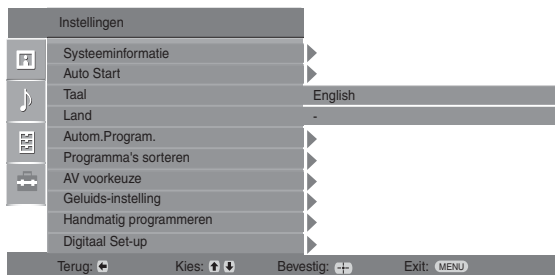 Instellingen
Systeeminformatie
Auto Start
Taal English
Land -
Autom.Program.
Programma's sorteren
AV voorkeuze
Geluids-instelling
Handmatig programmeren
Digitaal Set-up
Terug: Kies: Bevestig: Exit: MENU